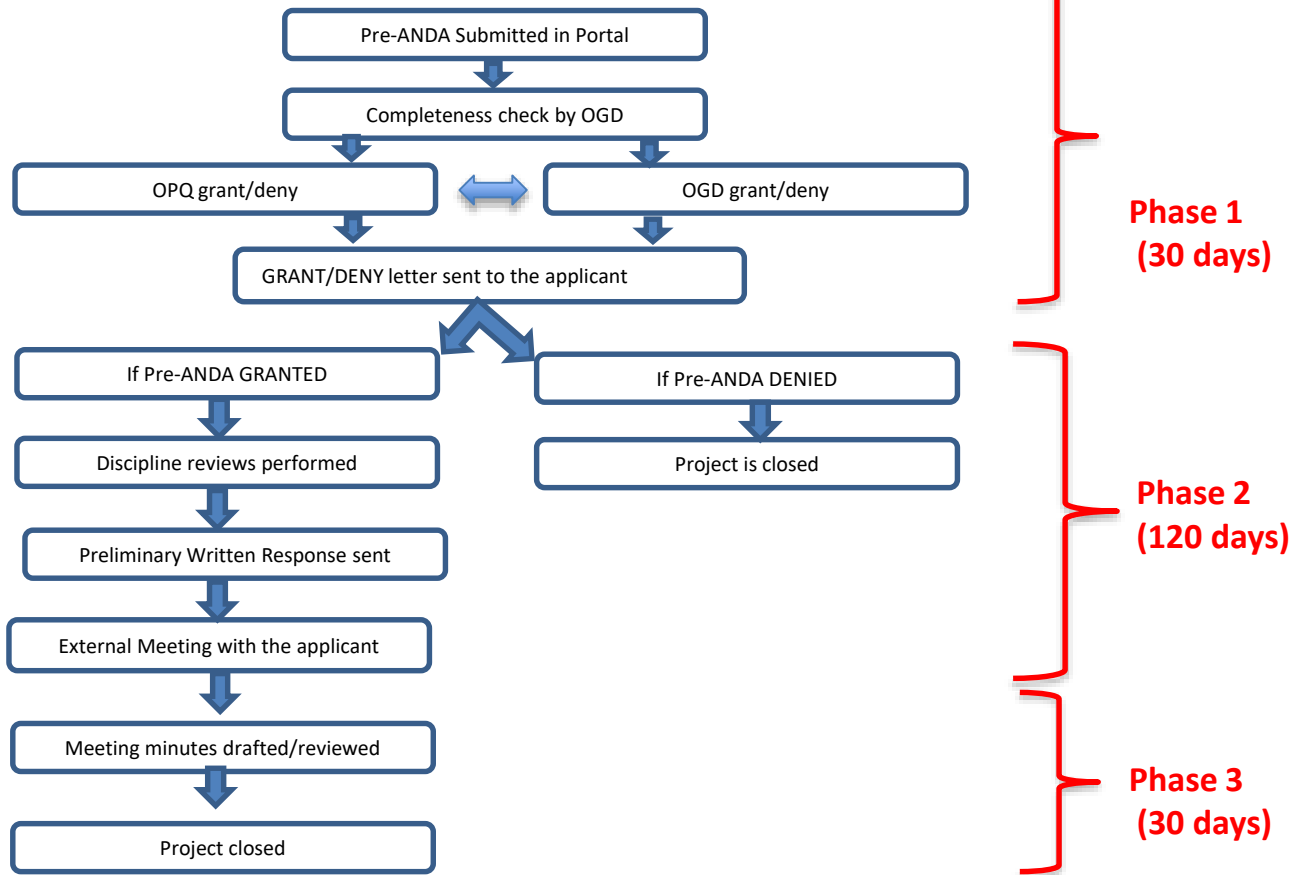 Pre-ANDA Submitted in Portal
Completeness check by OGD
OPQ grant/deny
OGD grant/deny
GRANT/DENY letter sent to the applicant
Phase 1
(30 days)
If Pre-ANDA GRANTED
If Pre-ANDA DENIED
Discipline reviews performed
Project is closed
Preliminary Written Response sent
External Meeting with the applicant
Phase 2
(120 days)
Meeting minutes drafted/reviewed
Project closed
Phase 3
(30 days)